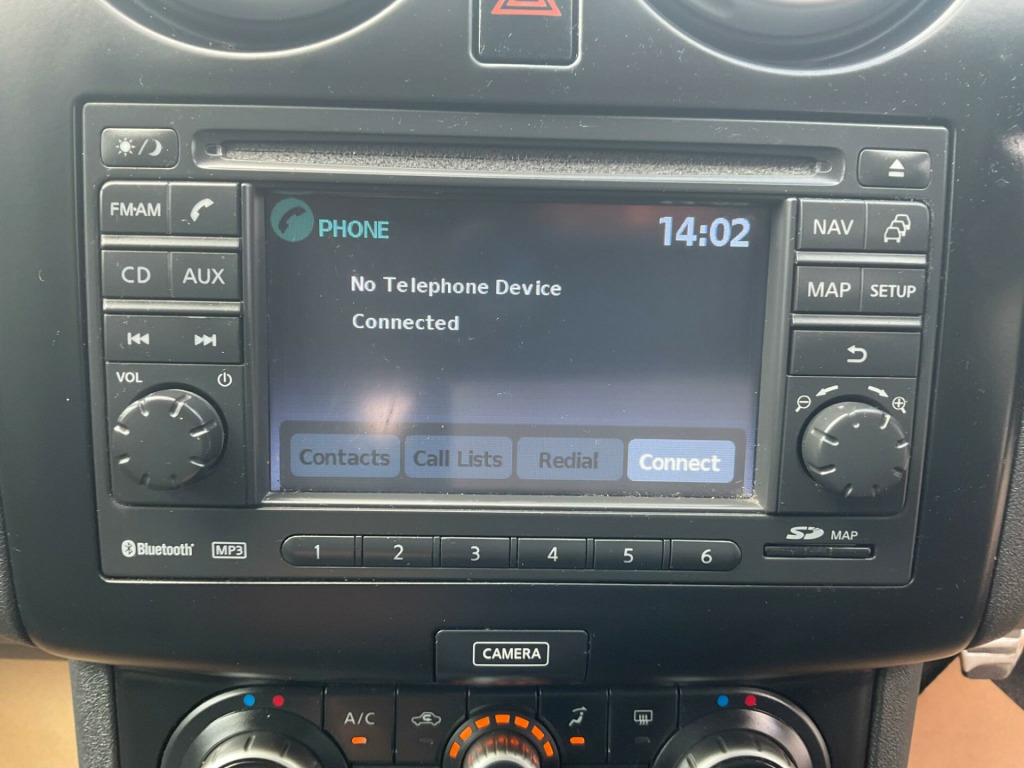 FM·AM
CD AUX
VOL
PHONE
14:02
No Telephone Device
Connected
Contacts Call Lists Redial Connect
NAV
MAP SETUP
Bluetooth®
MP3
1 2 3 4 5 6
SD MAP
CAMERA
A/C